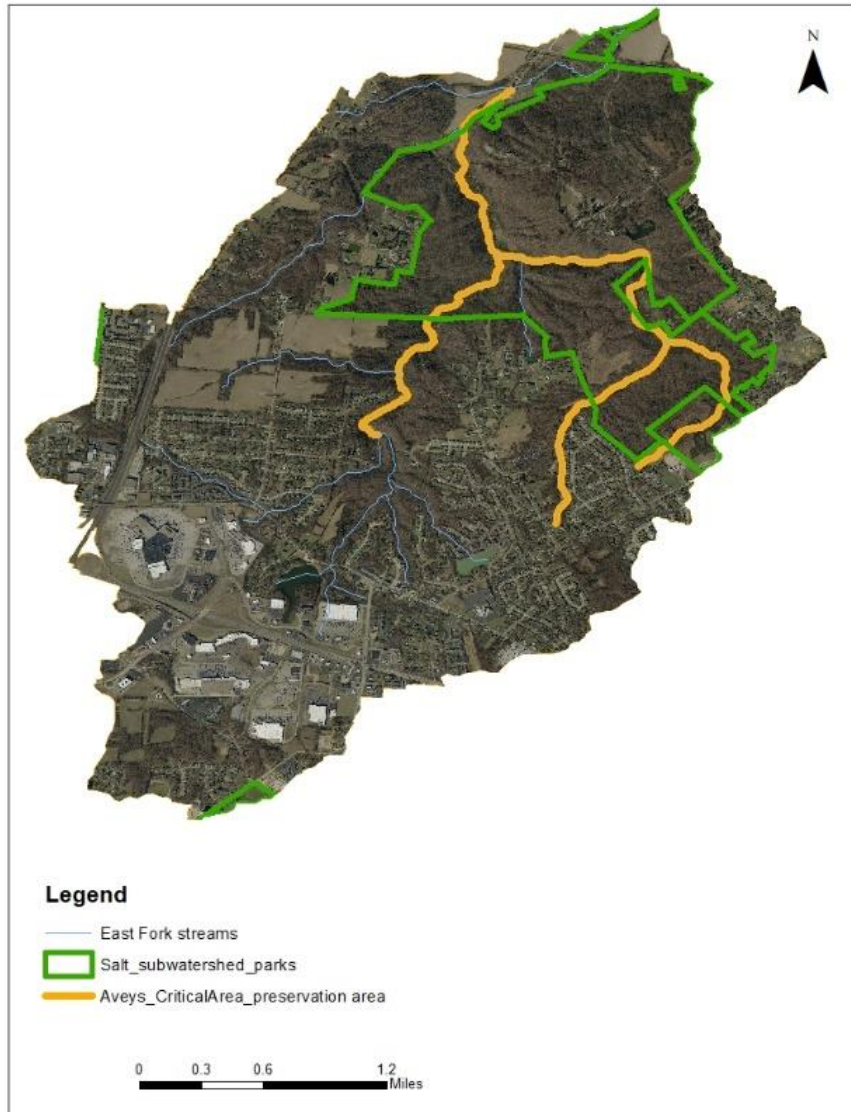 N
Legend
East Fork streams
Salt_subwatershed_parks
Aveys_CriticalArea_preservation area
0 0.3 0.6 1.2
Miles